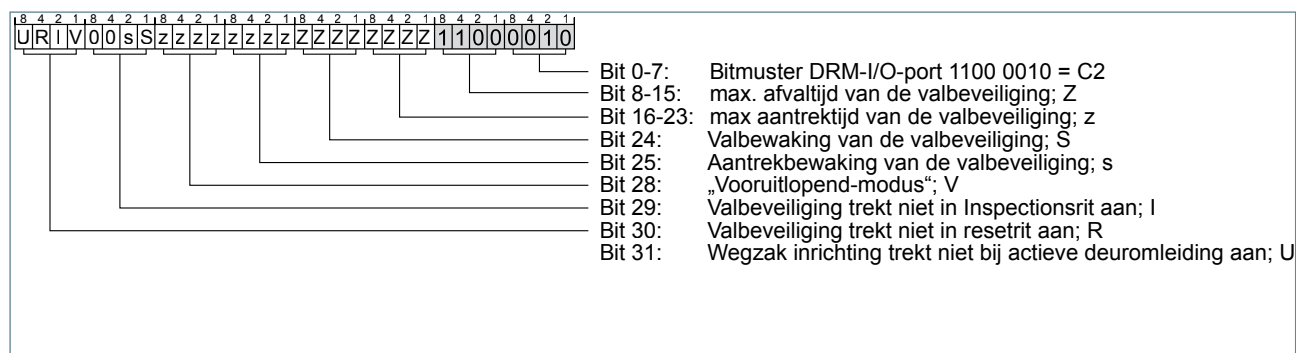 8 4 2 1 8 4 2 1 8 4 2 1 8 4 2 1 8 4 2 1 8 4 2 1 8 4 2 1 8 4 2 1
U R I V 0 0 s S z z z z z z z z Z Z Z Z Z Z Z Z 1 1 0 0 0 0 1 0
Bit 0-7: Bitmuster DRM-I/O-port 1100 0010 = C2
Bit 8-15: max. afvaltijd van de valbeveiliging; Z
Bit 16-23: max aantrektijd van de valbeveiliging; z
Bit 24: Valbewaking van de valbeveiliging; S
Bit 25: Aantrekbewaking van de valbeveiliging; s
Bit 28: „Vooruitlopend-modus“; V
Bit 29: Valbeveiliging trekt niet in Inspectionsrit aan; I
Bit 30: Valbeveiliging trekt niet in resetrit aan; R
Bit 31: Wegzak inrichting trekt niet bij actieve deuromleiding aan; U